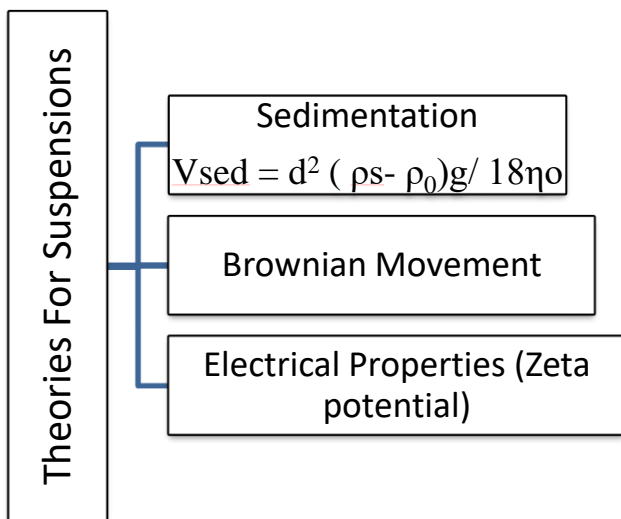 Theories For Suspensions
Sedimentation
Vsed = d² ( ρs- ρ₀)g/ 18ηo
Brownian Movement
Electrical Properties (Zeta
potential)